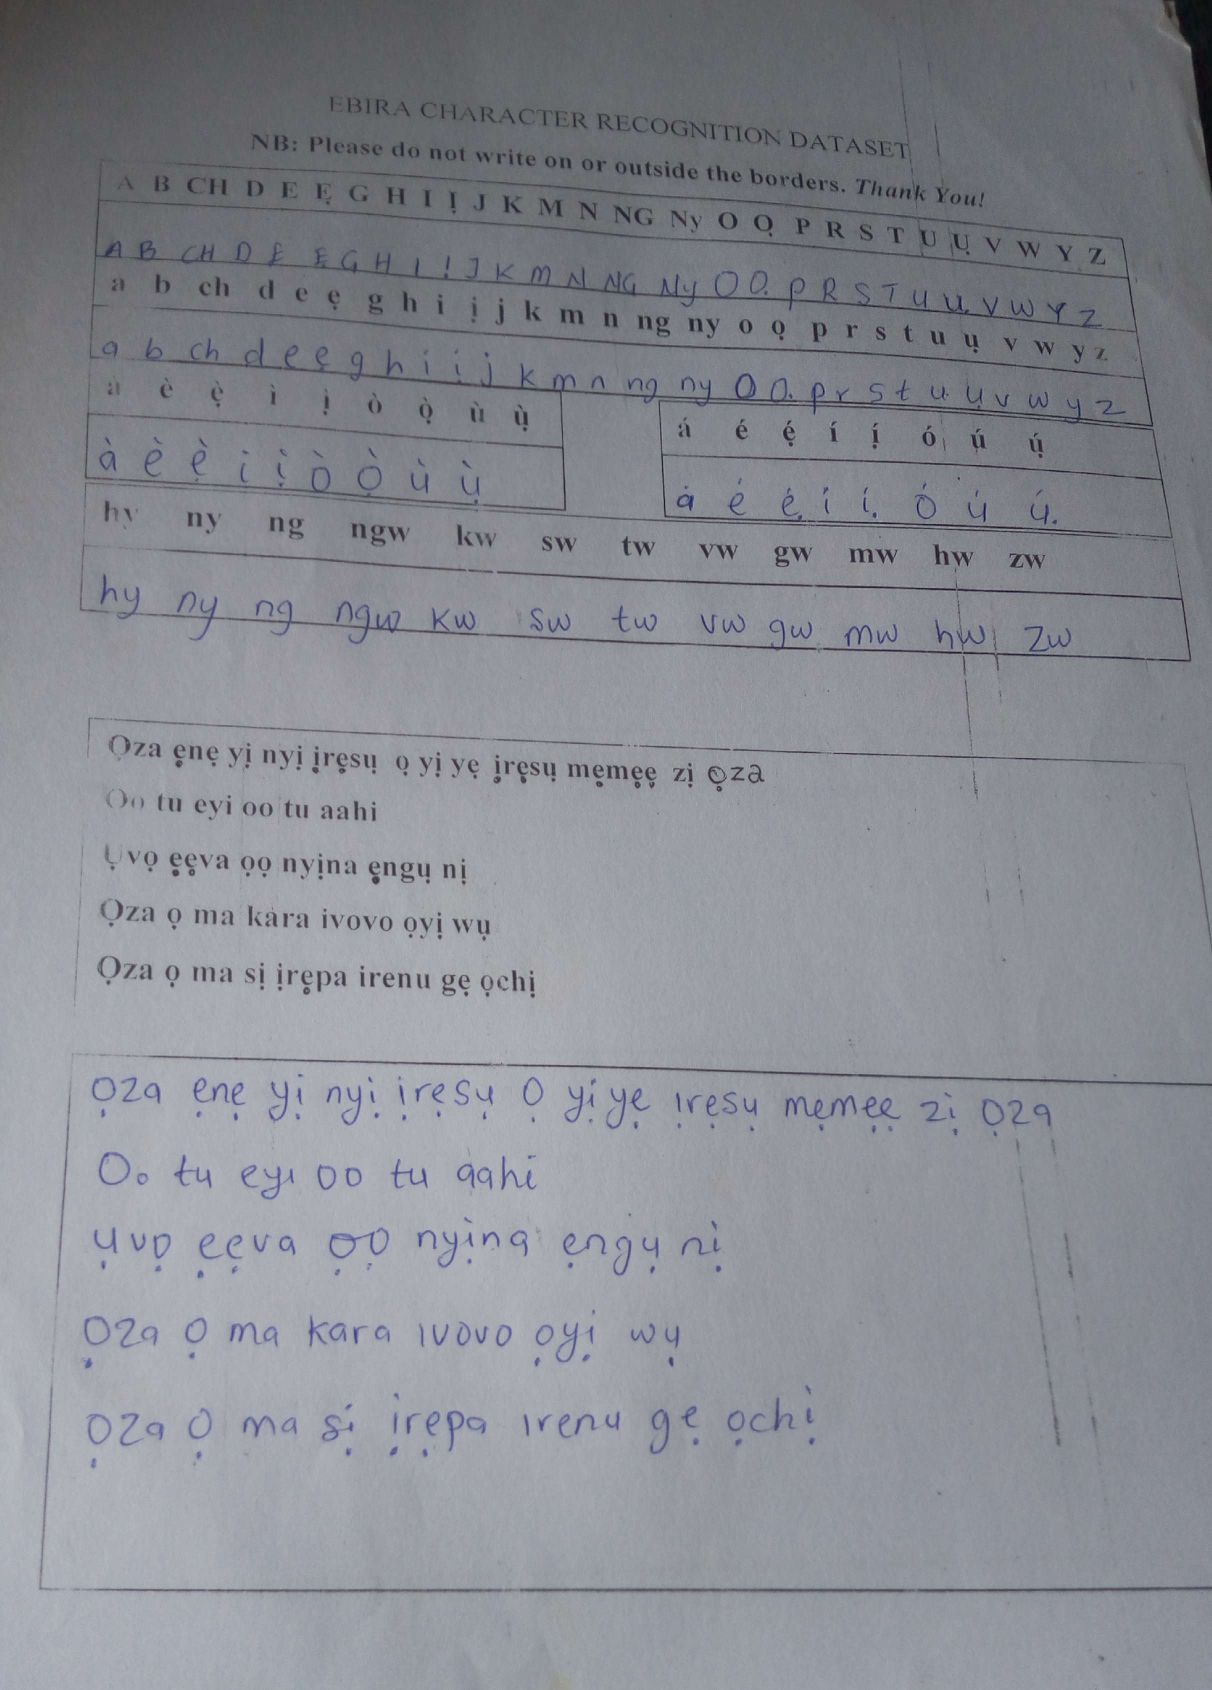 EBIRA CHARACTER RECOGNITION DATASET
NB: Please do not write on or outside the borders. Thank You!
A B CH D E Ẹ G H I Ị J K M N NG Ny O Ọ P R S T U Ụ V W Y Z
A B CH D E Ẹ G H I Ị J K M N NG Ny O Ọ P R S T U Ụ V W Y Z
a b ch d e ẹ g h i ị j k m n ng ny o ọ p r s t u ụ v w y z
a b ch d e ẹ g h i ị j k m n ng ny o ọ p r s t u ụ v w y z
à è ẹ̀ ì ị̀ ò ọ̀ ù ụ̀
á é ẹ́ í ị́ ó ụ́ ụ́
à è ẹ̀ ì ị̀ ò ọ̀ ù ụ̀
á é ẹ́ í ị́ ó ú ụ́
hy ny ng ngw kw sw tw vw gw mw hw zw
hy ny ng ngw kw sw tw vw gw mw hw zw
Ọza ẹnẹ yị nyị ịrẹsụ ọ yị yẹ ịrẹsụ mẹmẹẹ zị ọza
Oo tu eyi oo tu aahi
Ụvọ ẹẹva ọọ nyịna ẹngụ nị
Ọza ọ ma kara ivovo ọyị wụ
Ọza ọ ma sị ịrẹpa irenu gẹ ọchị
Ọza ẹnẹ yị nyị ịrẹsụ Ọ yị yẹ ịrẹsụ mẹmẹẹ zị Ọza
Oo tu eyi oo tu aahi
Ụvọ ẹẹva ọọ nyịna ẹngụ nị
Ọza ọ ma kara ivovo ọyị wụ
Ọza ọ ma sị ịrẹpa irenu gẹ ọchị